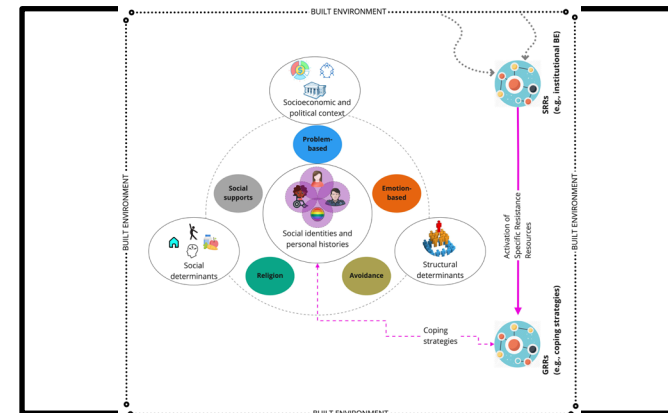 BUILT ENVIRONMENT
Socioeconomic and
political context
Problem-
based
Social
supports
Emotion-
based
Social identities and
personal histories
Social
determinants
Structural
determinants
Religion
Avoidance
Coping
strategies
BUILT ENVIRONMENT
BUILT ENVIRONMENT
SRRs
(e.g., institutional BE)
Activation of
Specific Resistance
Resources
GRRs
(e.g., coping strategies)
BUILT ENVIRONMENT